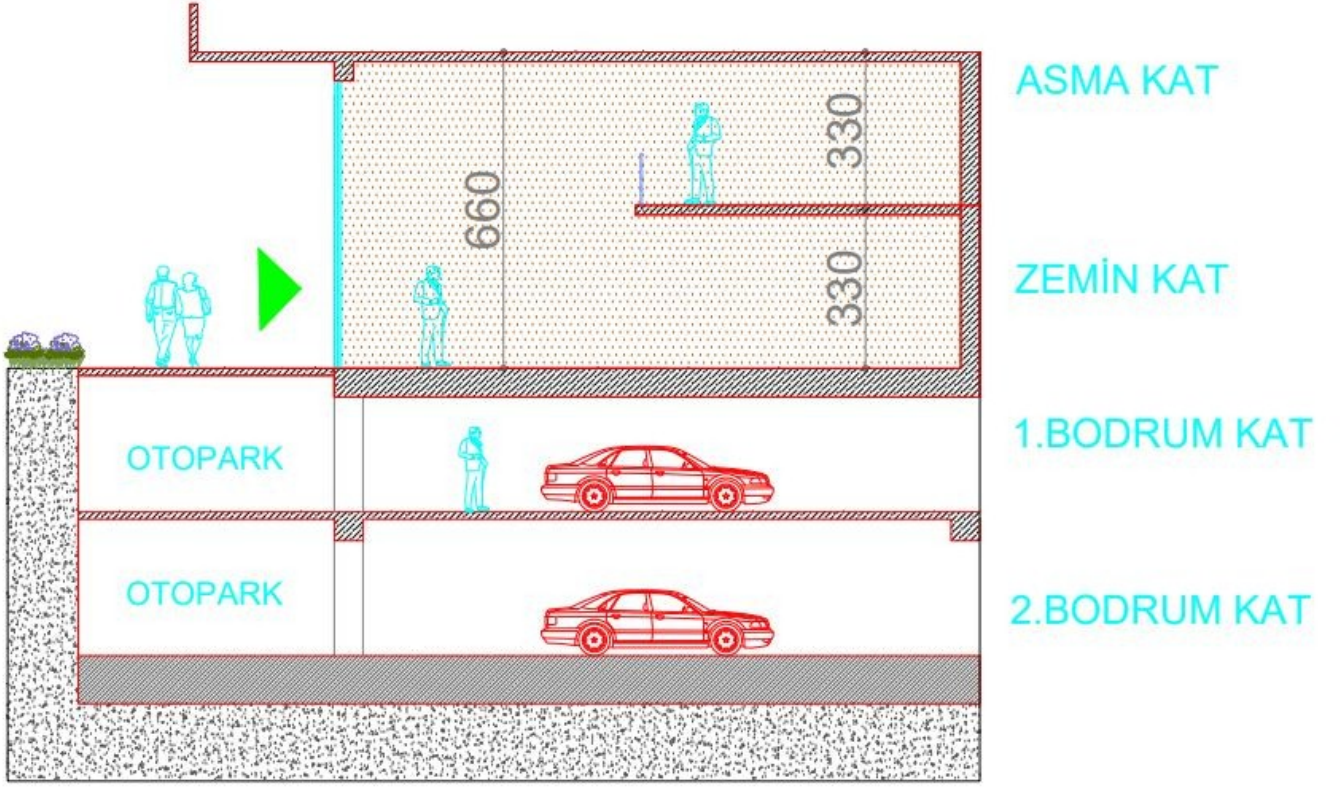 ASMA KAT
330
660
ZEMİN KAT
330
1.BODRUM KAT
OTOPARK
OTOPARK
2.BODRUM KAT